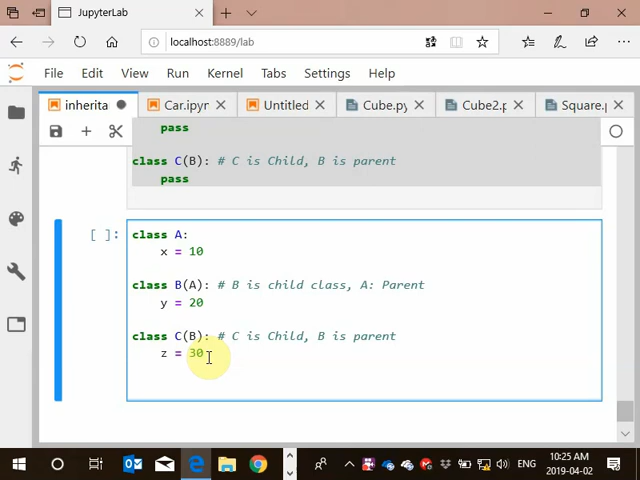 JupyterLab
localhost:8889/lab
File Edit View Run Kernel Tabs Settings Help
inherita Car.ipyn Untitled Cube.py Cube2.p Square.
pass
class C(B): # C is Child, B is parent
pass
[ ]:
class A:
x = 10
class B(A): # B is child class, A: Parent
y = 20
class C(B): # C is Child, B is parent
z = 30
ENG
10:25 AM
2019-04-02